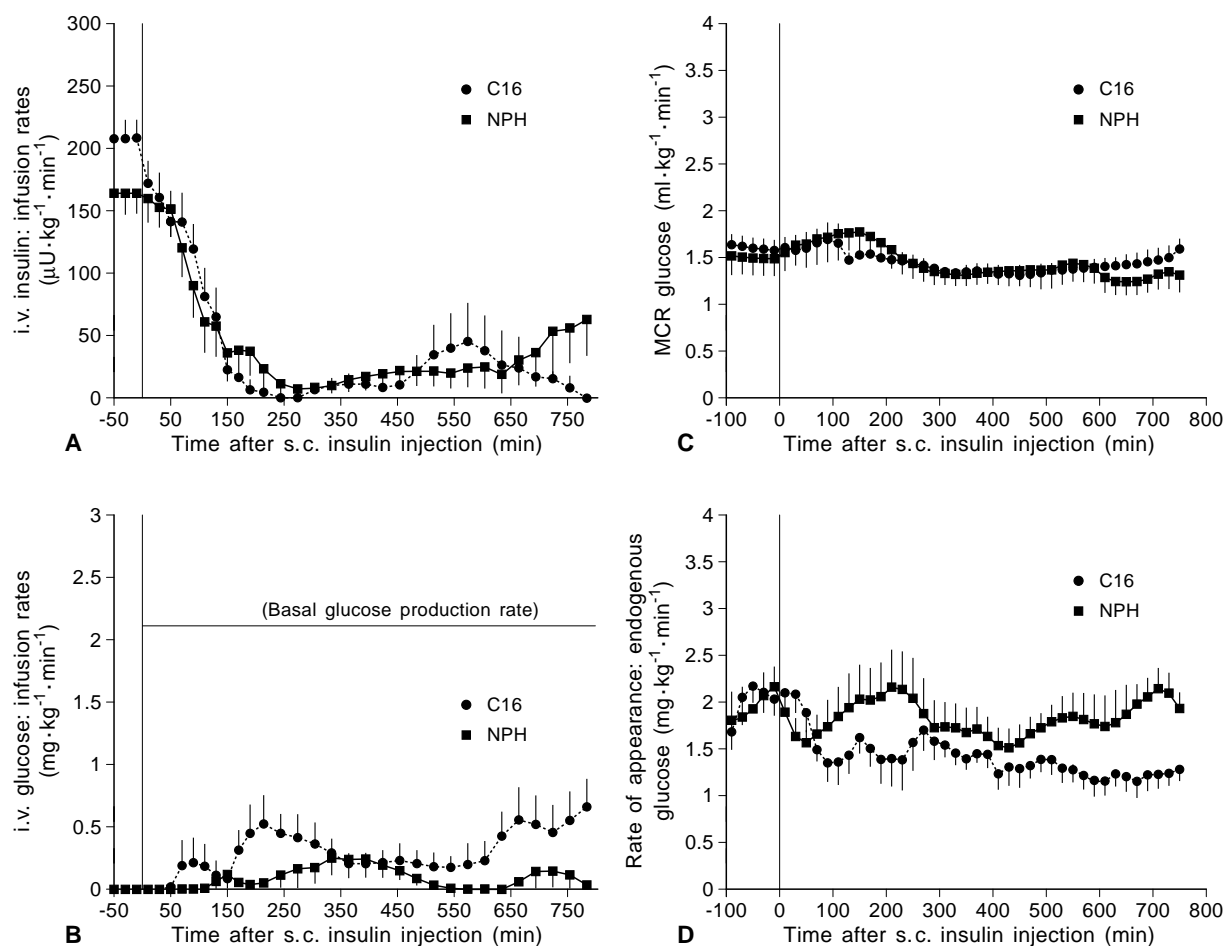 300
250
200
150
100
50
0
-50 50 150 250 350 450 550 650 750
i.v. insulin: infusion rates
(μU·kg⁻¹·min⁻¹)
C16
NPH
A
Time after s.c. insulin injection (min)
4
3.5
3
2.5
2
1.5
1
0.5
0
-100 0 100 200 300 400 500 600 700 800
MCR glucose (ml·kg⁻¹·min⁻¹)
C16
NPH
C
Time after s.c. insulin injection (min)
3
2.5
2
1.5
1
0.5
0
-50 50 150 250 350 450 550 650 750
i.v. glucose: infusion rates
(mg·kg⁻¹·min⁻¹)
(Basal glucose production rate)
C16
NPH
B
Time after s.c. insulin injection (min)
4
3.5
3
2.5
2
1.5
1
0.5
0
-100 0 100 200 300 400 500 600 700 800
Rate of appearance: endogenous
glucose (mg·kg⁻¹·min⁻¹)
C16
NPH
D
Time after s.c. insulin injection (min)